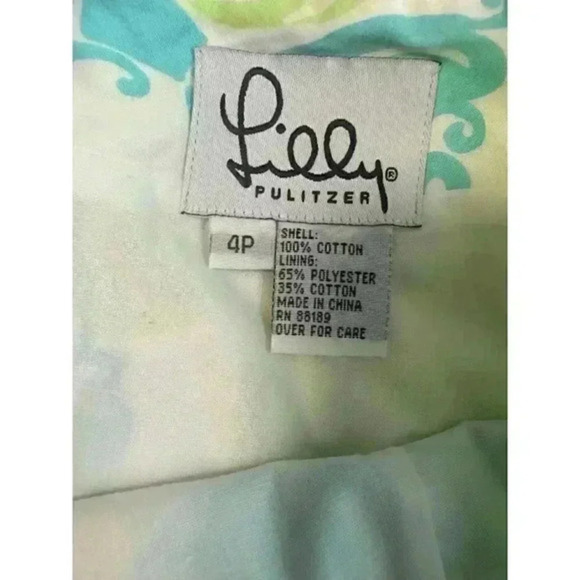 Lilly®
PULITZER
4P
SHELL:
100% COTTON
LINING:
65% POLYESTER
35% COTTON
MADE IN CHINA
RN 88189
OVER FOR CARE